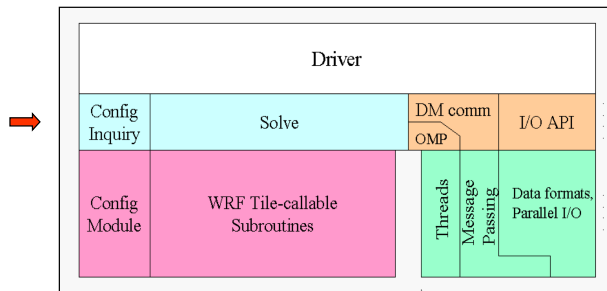 Driver
Config
Inquiry
Solve
DM comm
OMP
I/O API
Config
Module
WRF Tile-callable
Subroutines
Threads
Message
Passing
Data formats,
Parallel I/O